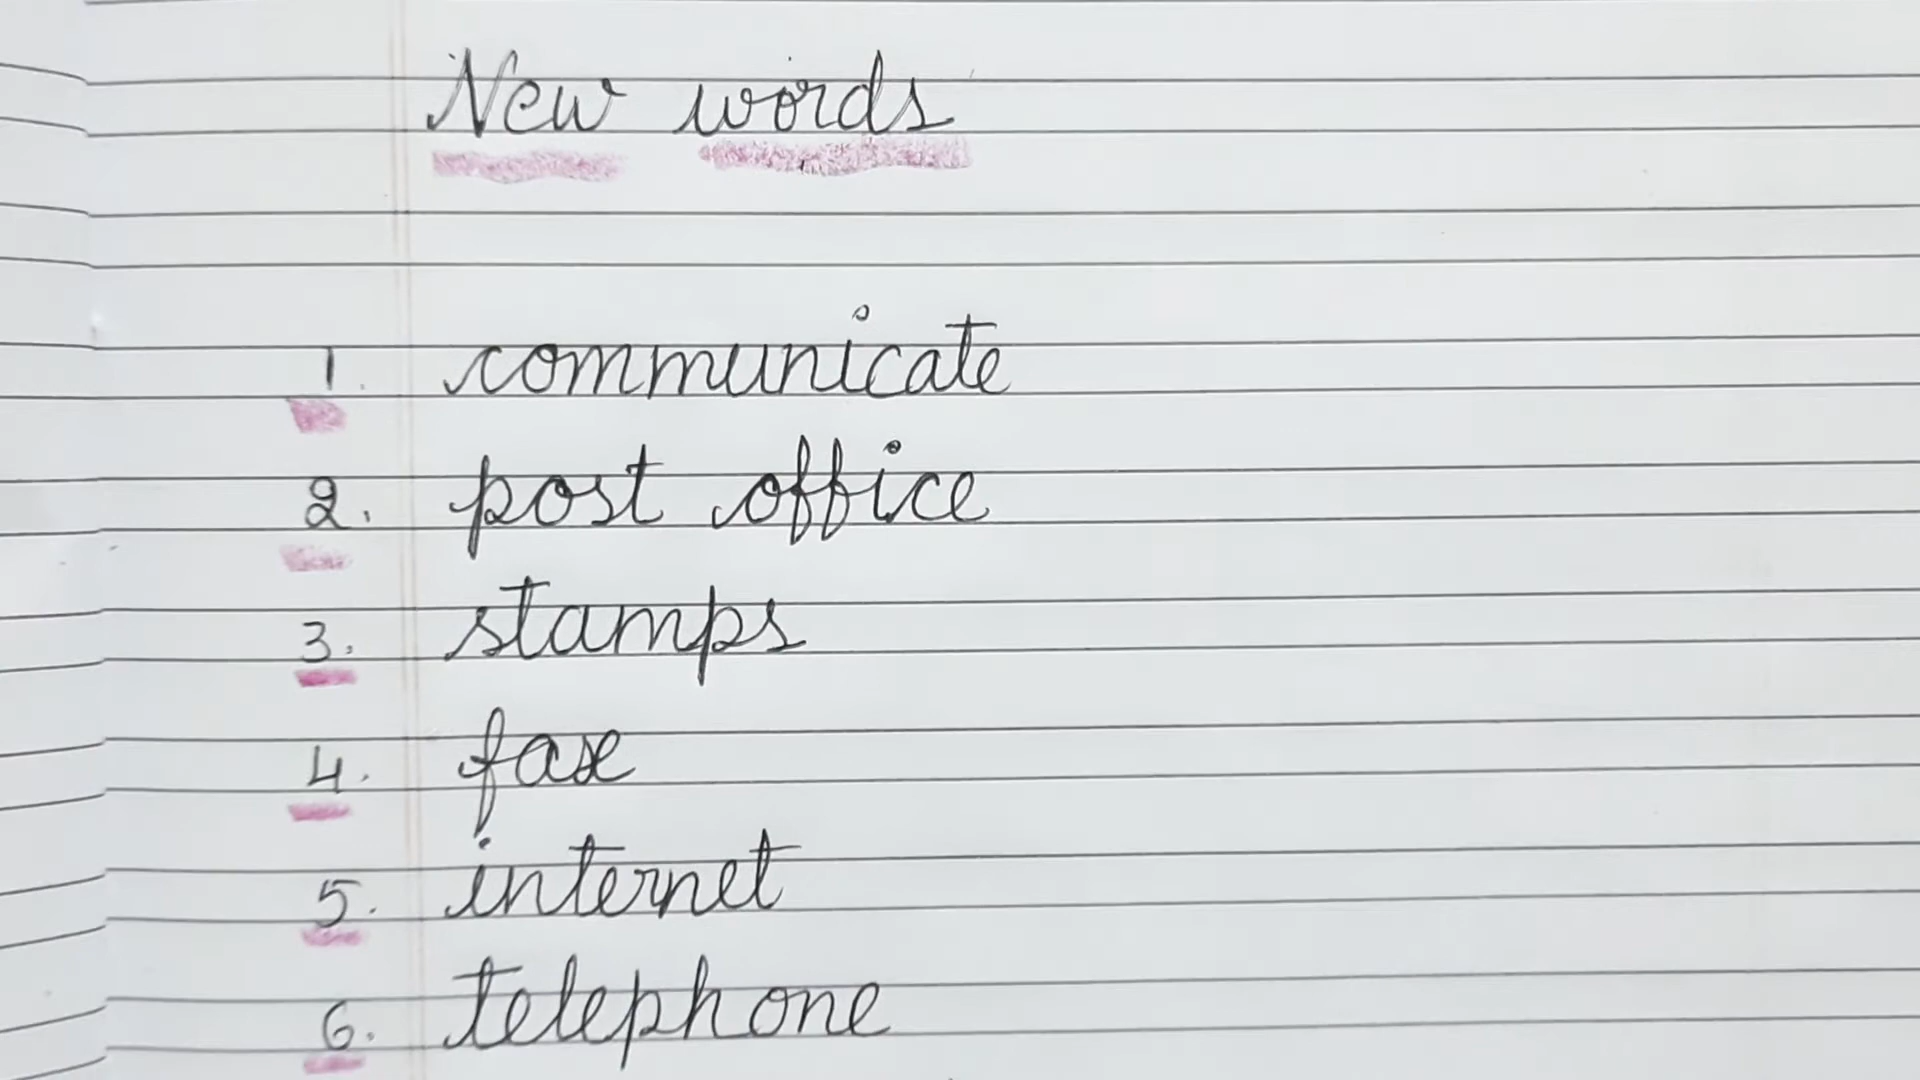 New words
1. communicate
2. post office
3. stamps
4. fax
5. internet
6. telephone